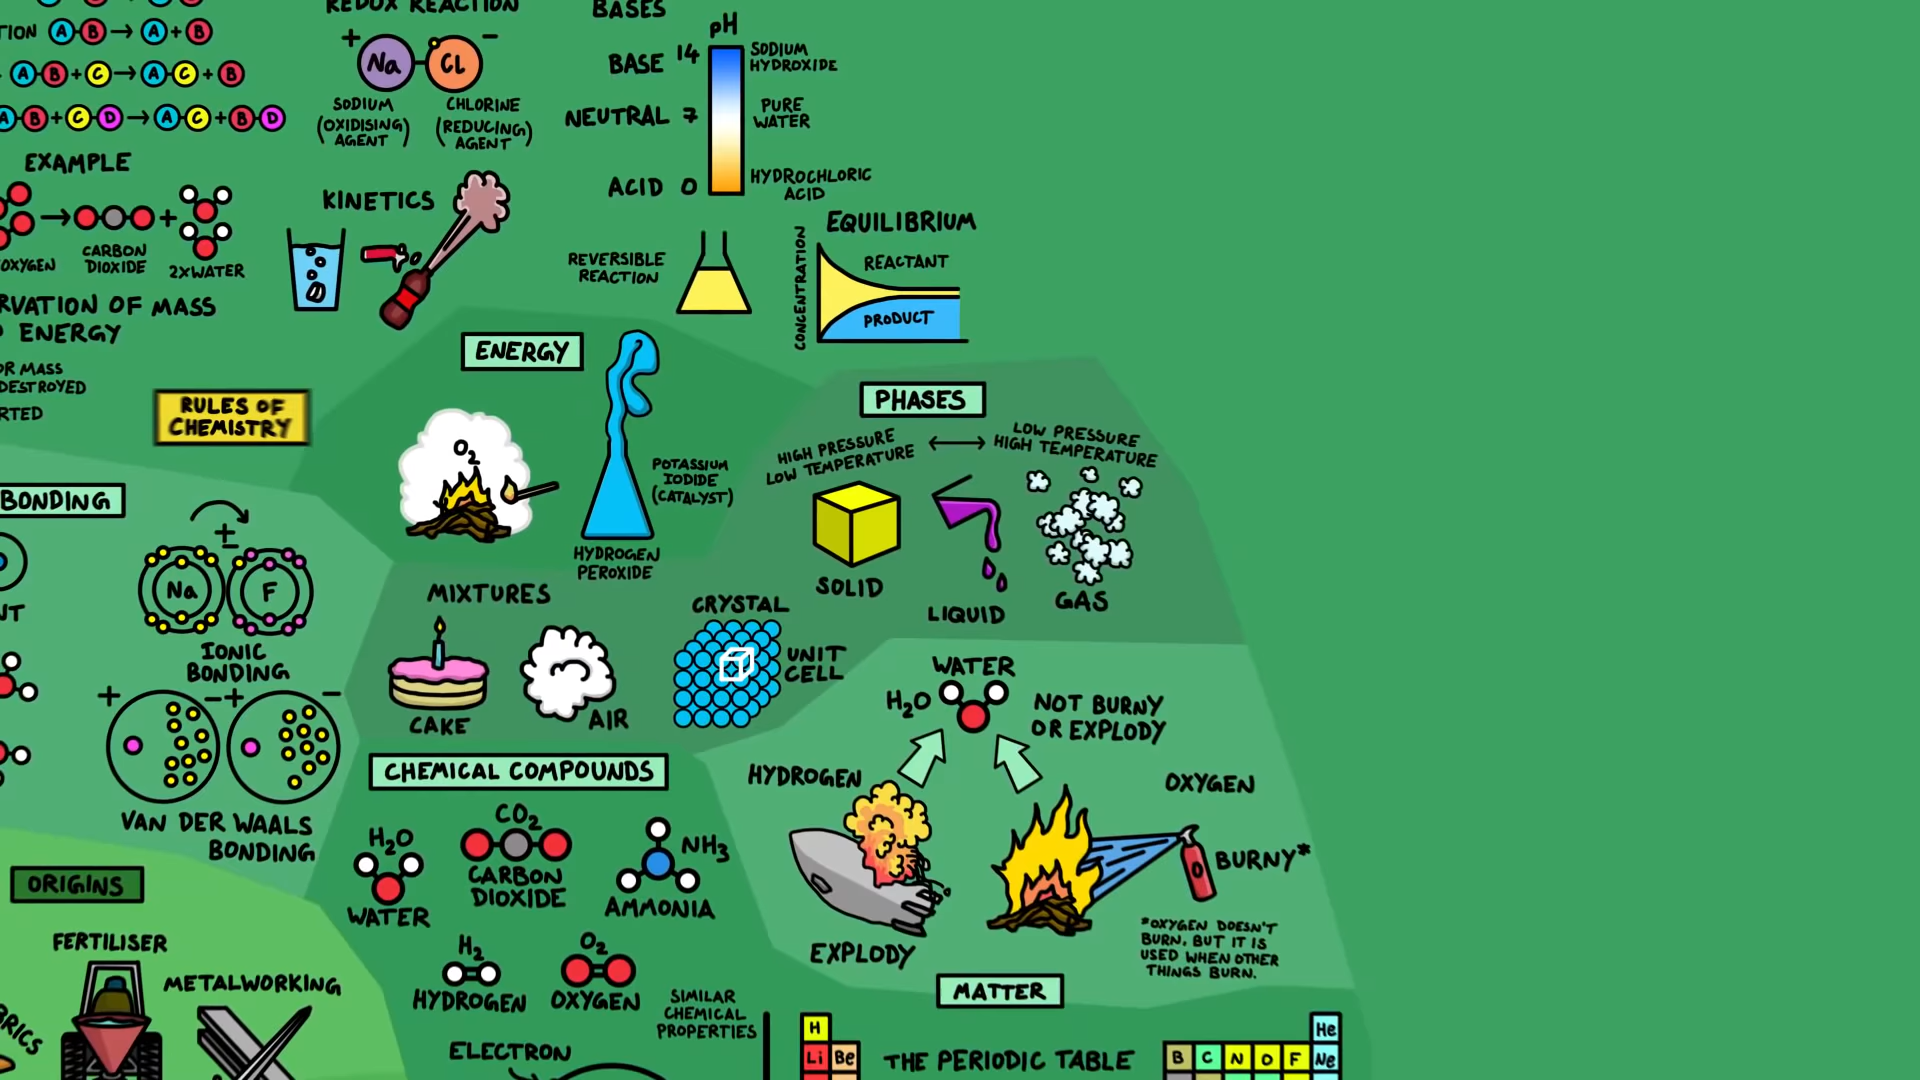 REDOX REACTION
+ −
Na Cl
SODIUM
(OXIDISING)
AGENT
CHLORINE
(REDUCING)
AGENT
BASES
pH
BASE 14
SODIUM
HYDROXIDE
NEUTRAL 7
PURE
WATER
ACID 0
HYDROCHLORIC
ACID
TION A B → A + B
A B + C → A C + B
A B + C D → A C + B D
EXAMPLE
→ +
OXYGEN
CARBON
DIOXIDE
2XWATER
RVATION OF MASS
ENERGY
OR MASS
DESTROYED
RTED
KINETICS
REVERSIBLE
REACTION
EQUILIBRIUM
CONCENTRATION
REACTANT
PRODUCT
RULES OF
CHEMISTRY
ENERGY
O2
POTASSIUM
IODIDE
(CATALYST)
HYDROGEN
PEROXIDE
PHASES
HIGH PRESSURE
LOW TEMPERATURE
LOW PRESSURE
HIGH TEMPERATURE
SOLID
LIQUID
GAS
BONDING
±
Na F
NT
IONIC
BONDING
+ − + −
VAN DER WAALS
BONDING
MIXTURES
CAKE
AIR
CRYSTAL
UNIT
CELL
WATER
H2O
NOT BURNY
OR EXPLODY
HYDROGEN
EXPLODY
OXYGEN
O
BURNY*
*OXYGEN DOESN'T
BURN, BUT IT IS
USED WHEN OTHER
THINGS BURN.
CHEMICAL COMPOUNDS
H2O
WATER
CO2
CARBON
DIOXIDE
NH3
AMMONIA
H2
HYDROGEN
O2
OXYGEN
ORIGINS
FERTILISER
METALWORKING
BRICS
MATTER
SIMILAR
CHEMICAL
PROPERTIES
ELECTRON
H He
Li Be
THE PERIODIC TABLE
B C N O F Ne